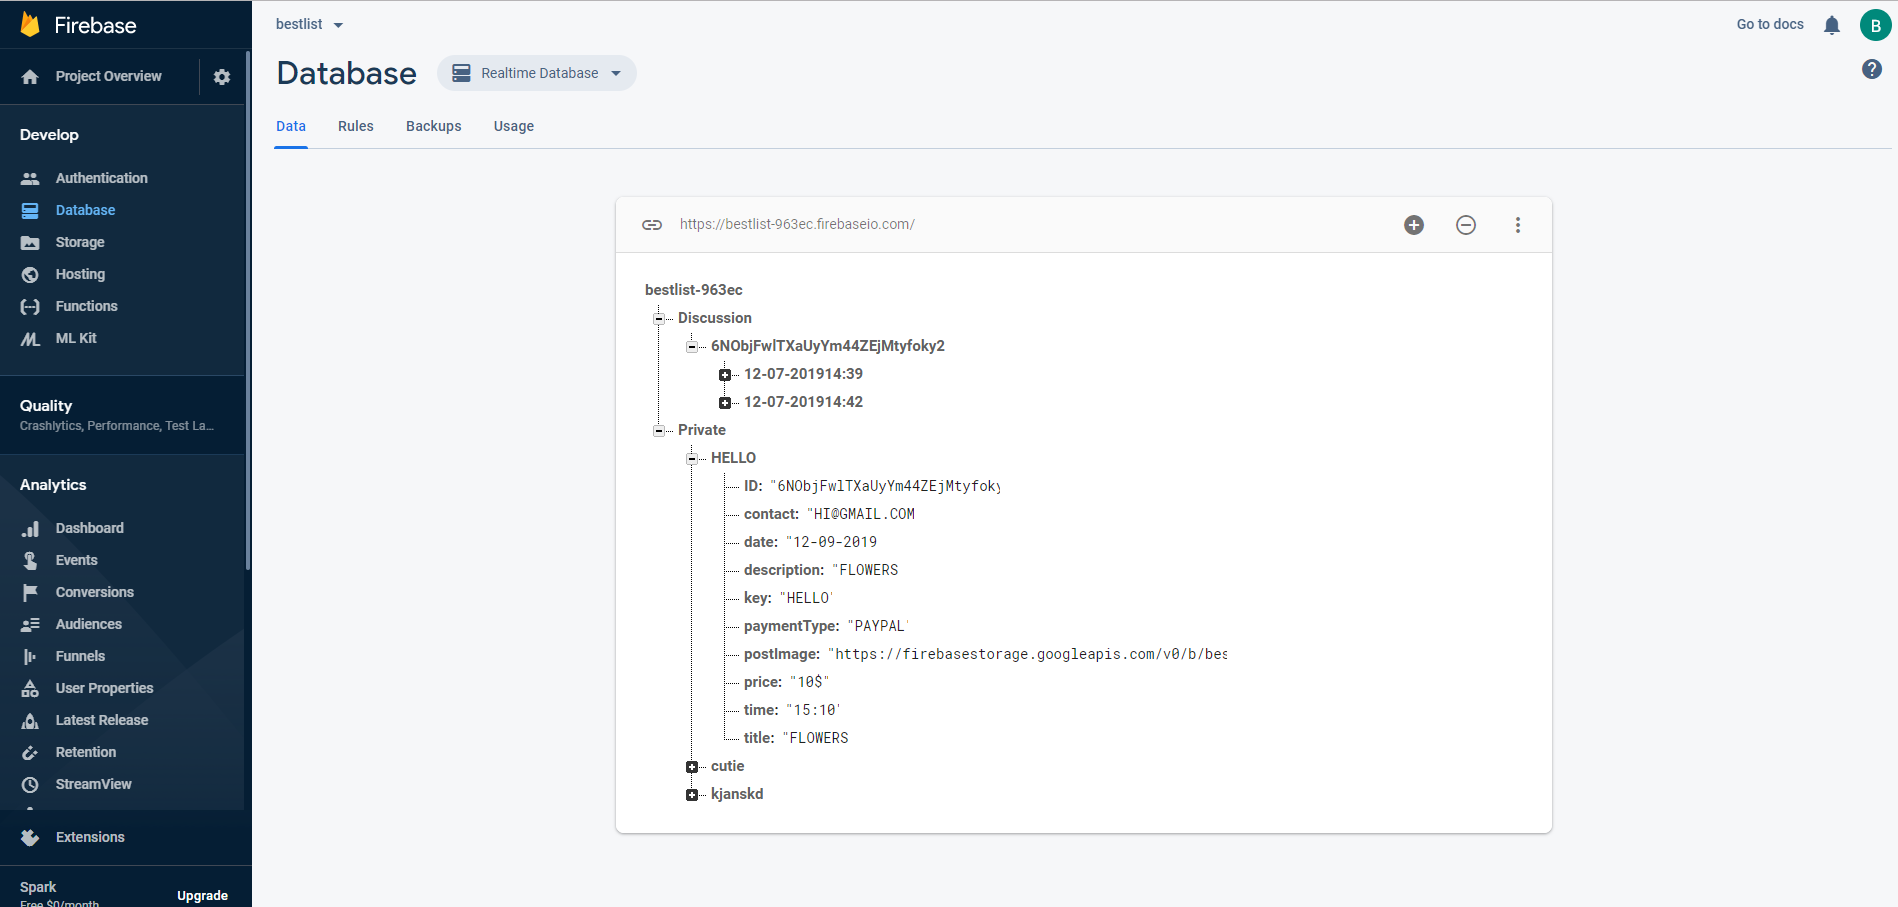 Firebase
Project Overview
Develop
Authentication
Database
Storage
Hosting
Functions
ML Kit
Quality
Crashlytics, Performance, Test La...
Analytics
Dashboard
Events
Conversions
Audiences
Funnels
User Properties
Latest Release
Retention
StreamView
Extensions
Spark
Free $0/month
Upgrade
bestlist
Go to docs
B
Database
Realtime Database
Data Rules Backups Usage
https://bestlist-963ec.firebaseio.com/
bestlist-963ec
Discussion
6NObjFwlTXaUyYm44ZEjMtyfoky2
12-07-201914:39
12-07-201914:42
Private
HELLO
ID: "6NObjFwlTXaUyYm44ZEjMtyfoky
contact: "HI@GMAIL.COM
date: "12-09-2019
description: "FLOWERS
key: "HELLO"
paymentType: "PAYPAL"
postImage: "https://firebasestorage.googleapis.com/v0/b/bes
price: "10$"
time: "15:10"
title: "FLOWERS
cutie
kjanskd